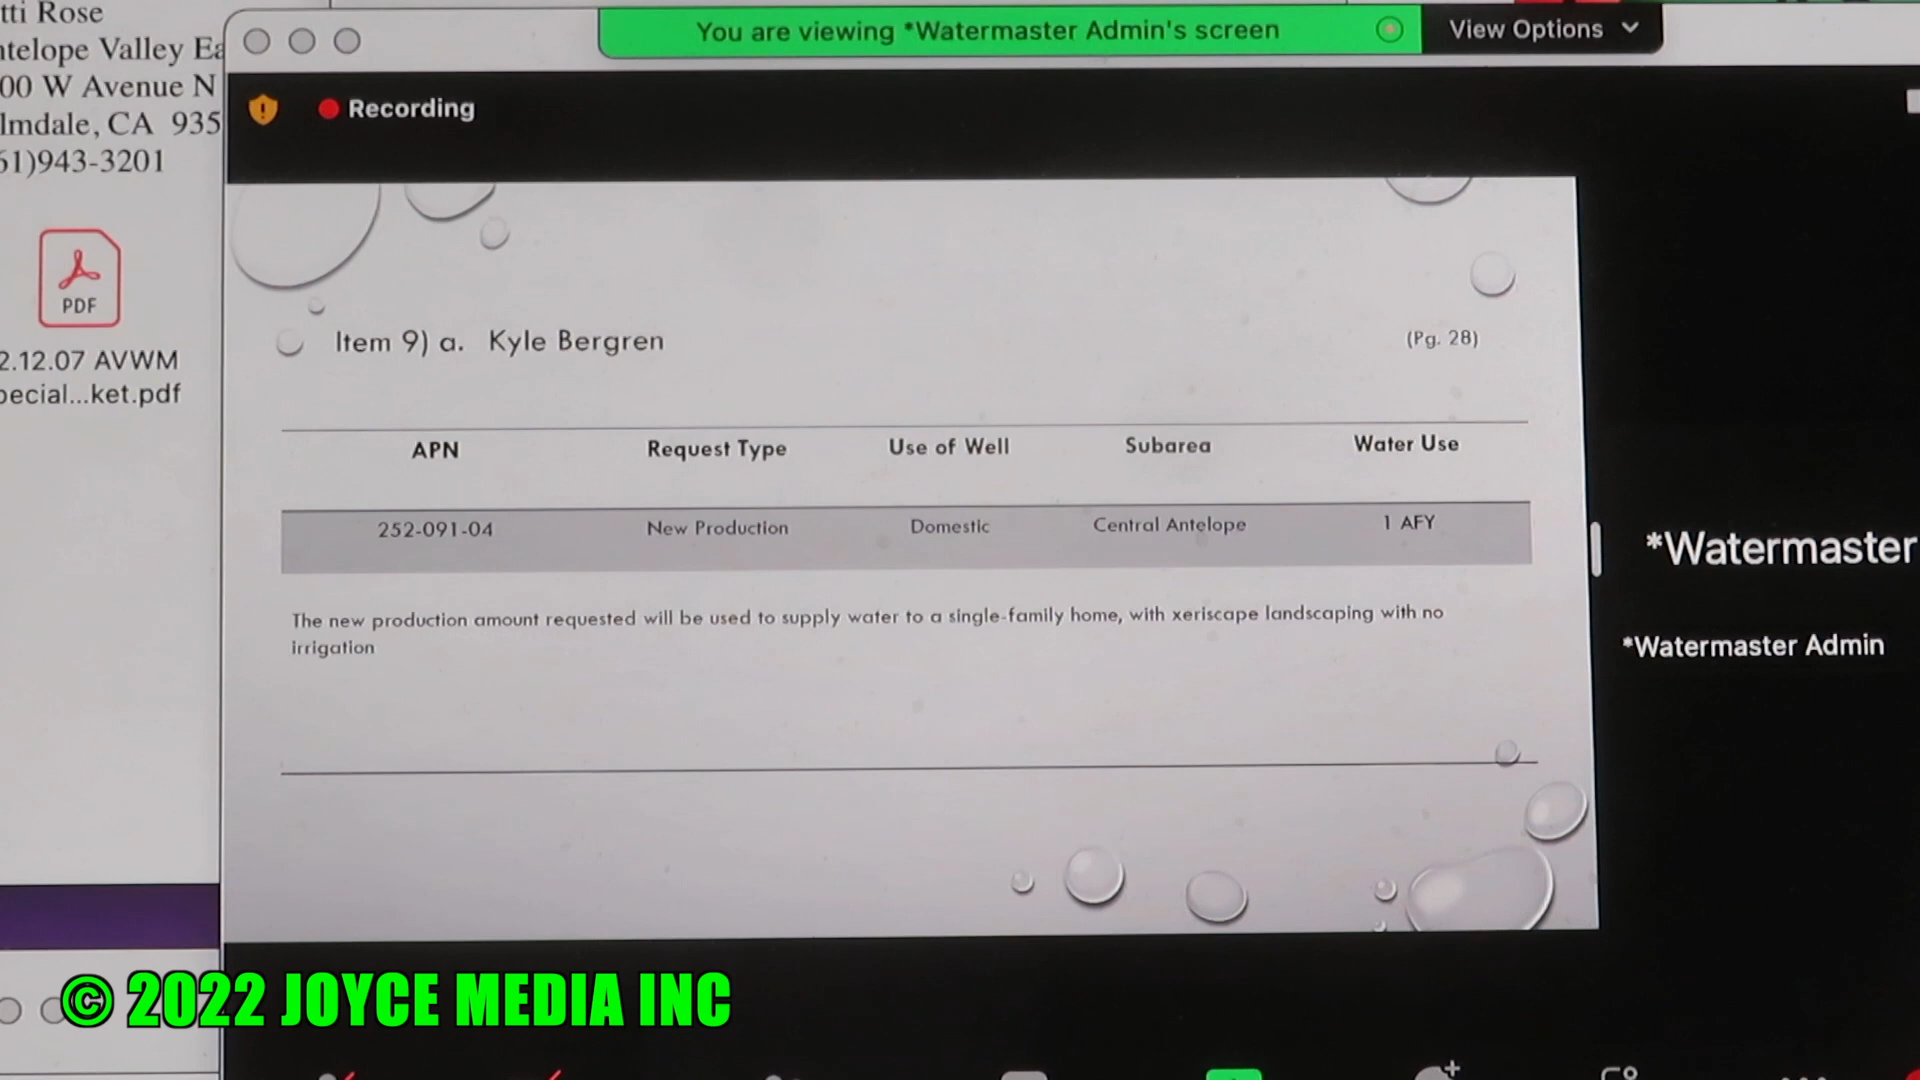 tti Rose
ntelope Valley Ea
00 W Avenue N
lmdale, CA 935
61)943-3201
PDF
2.12.07 AVWM
pecial...ket.pdf
You are viewing *Watermaster Admin's screen
View Options
Recording
Item 9) a. Kyle Bergren
(Pg. 28)
APN Request Type Use of Well Subarea Water Use
252-091-04 New Production Domestic Central Antelope 1 AFY
The new production amount requested will be used to supply water to a single-family home, with xeriscape landscaping with no
irrigation
*Watermaster
*Watermaster Admin
© 2022 JOYCE MEDIA INC